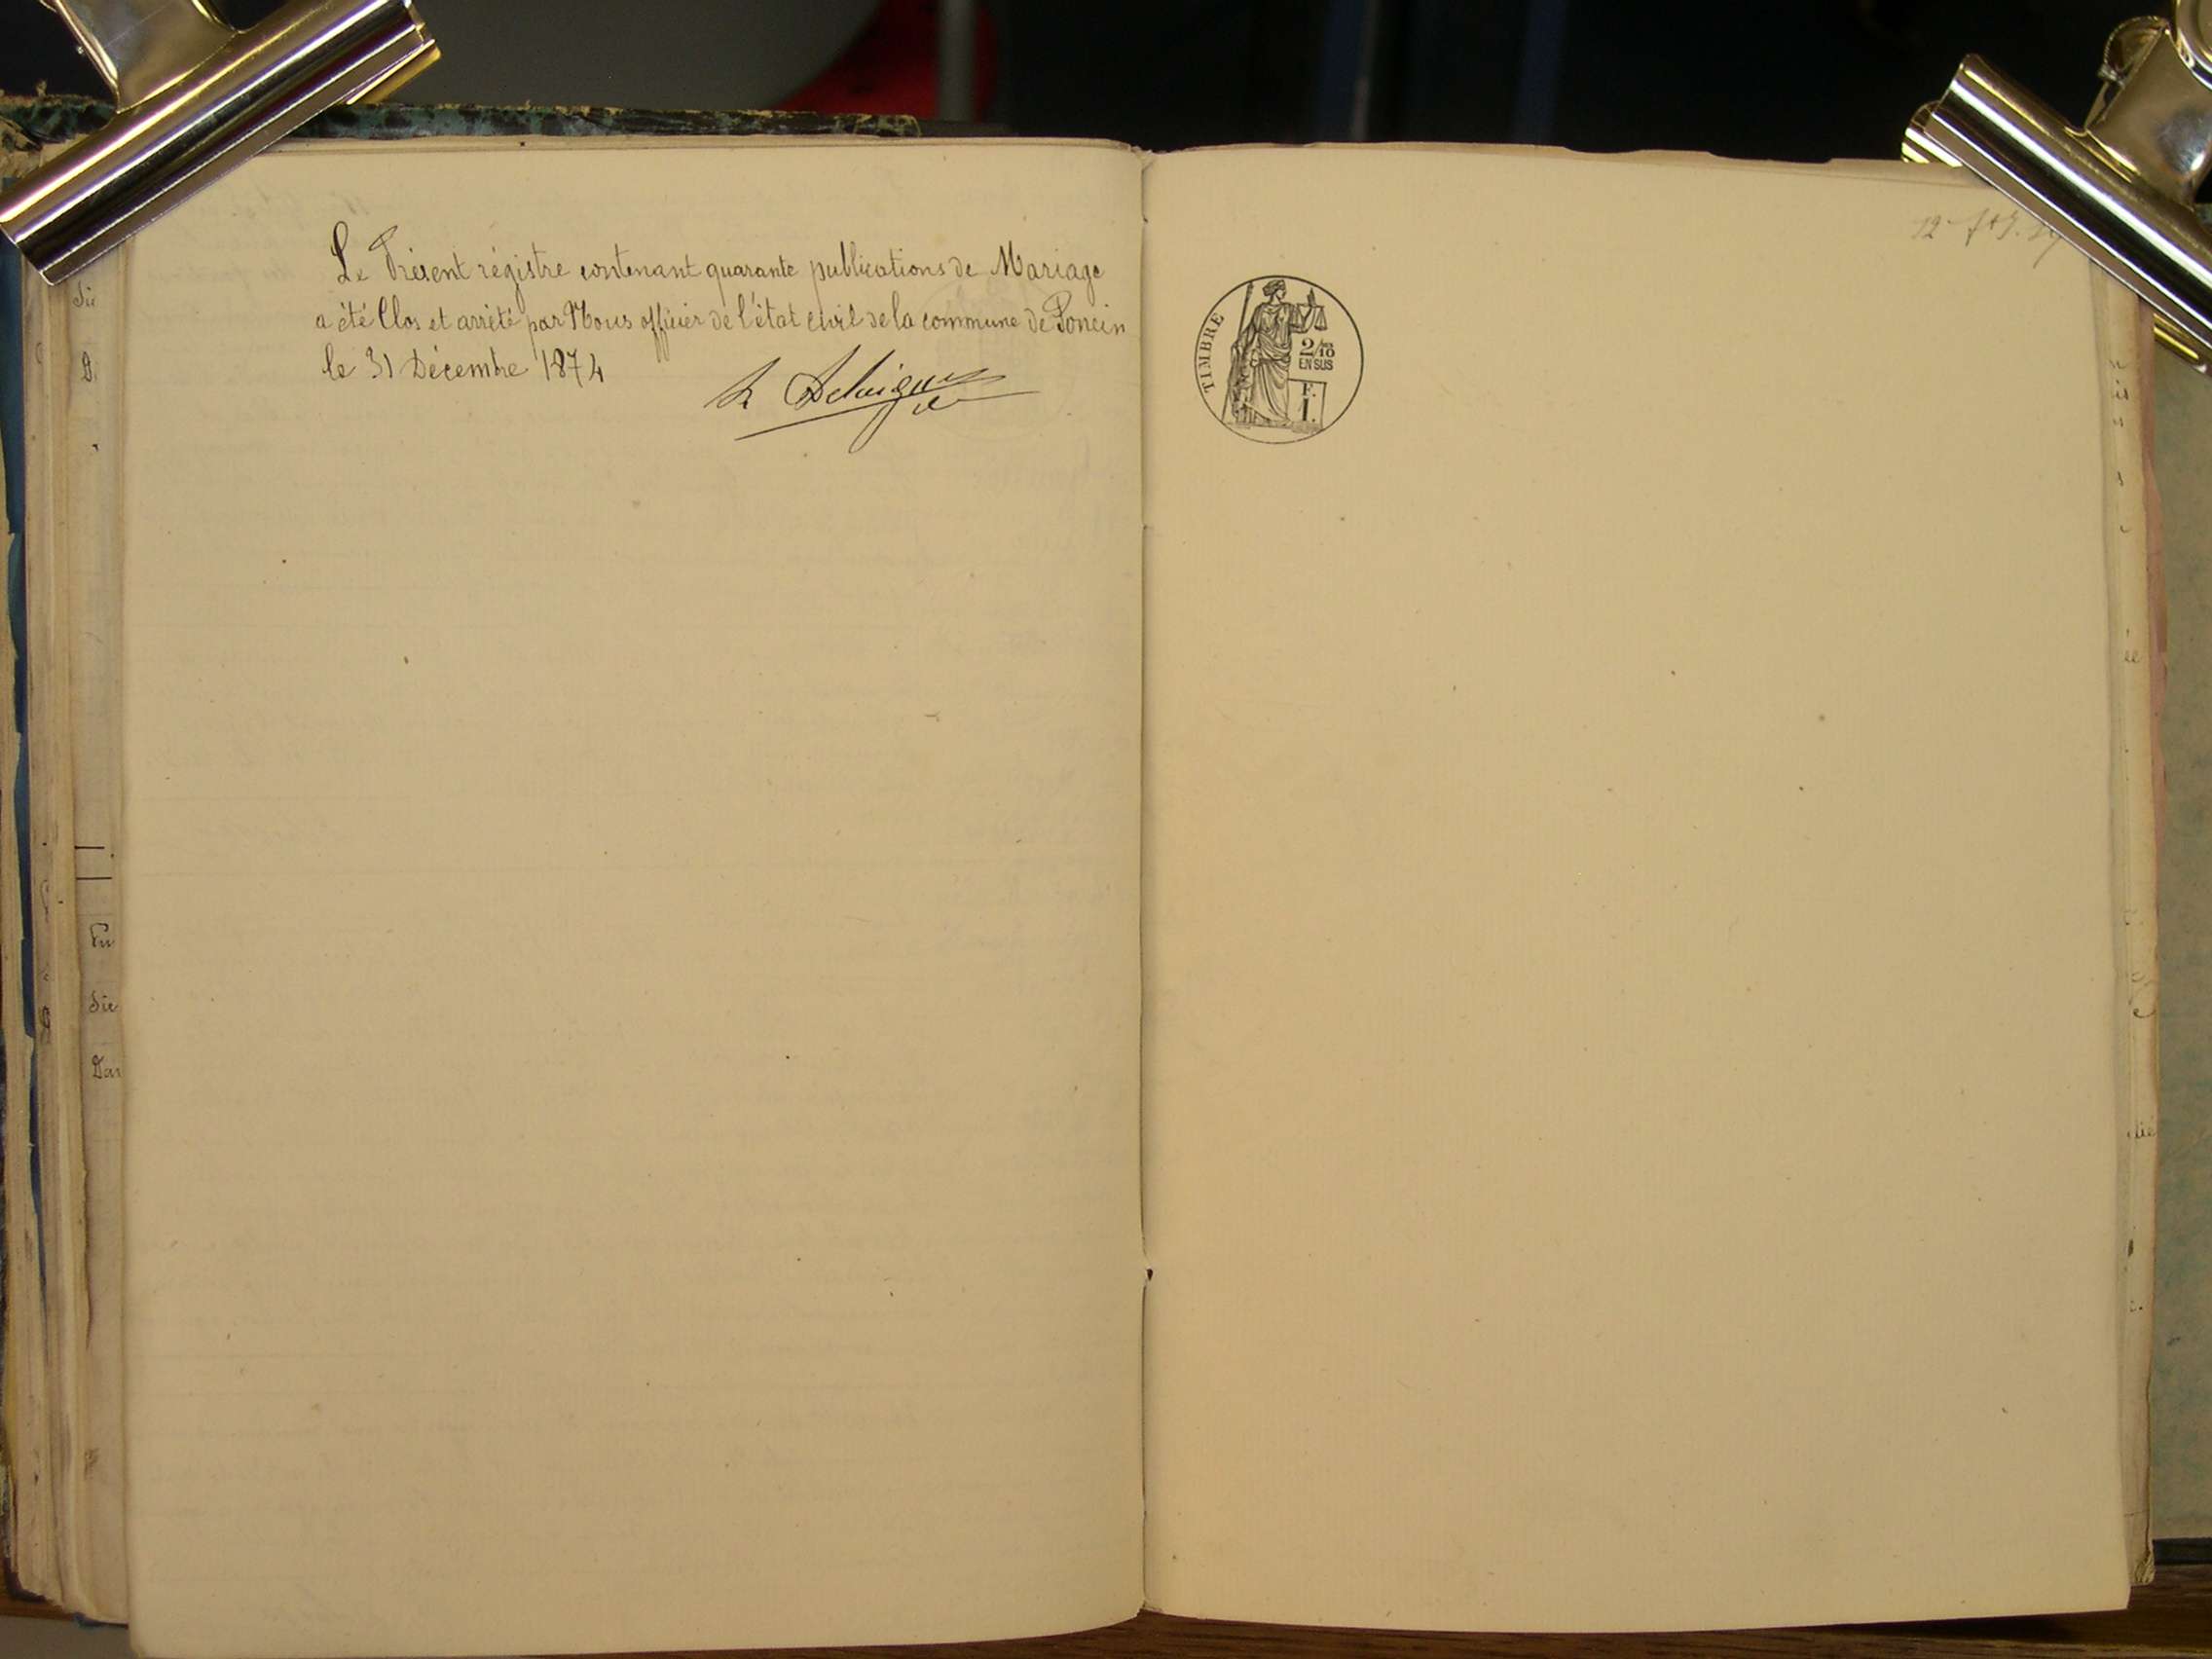 Le Présent régistre contenant quarante publications de Mariage
a été Clos et arrêté par Nous officier de l'état civil de la commune de Poncin
le 31 Décembre 1874
TIMBRE
2/10
EN SUS
F.
1.